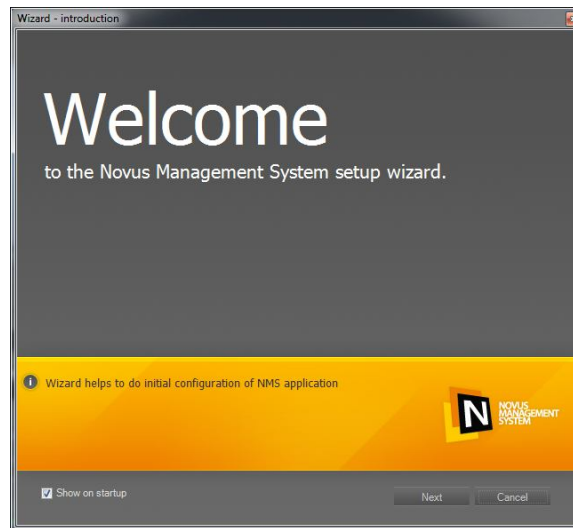 Wizard - introduction
Welcome
to the Novus Management System setup wizard.
Wizard helps to do initial configuration of NMS application
N
NOVUS
MANAGEMENT
SYSTEM
Show on startup
Next
Cancel